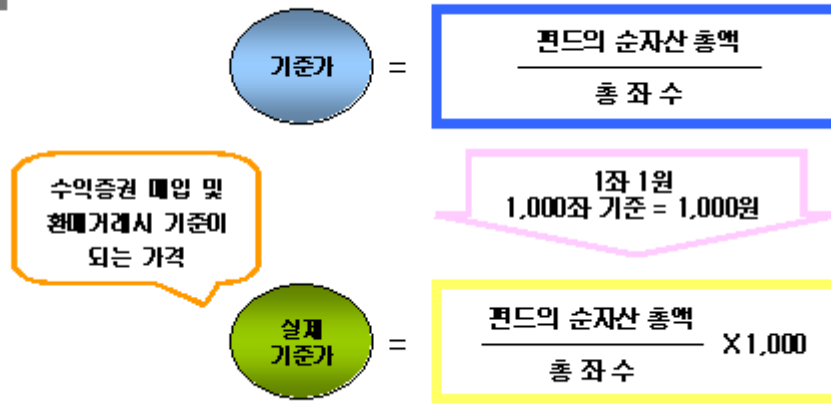 기준가 =
펀드의 순자산 총액
총 좌 수
1좌 1원
1,000좌 기준 = 1,000원
수익증권 매입 및
환매거래시 기준이
되는 가격
실제
기준가
=
펀드의 순자산 총액
총 좌 수
X1,000